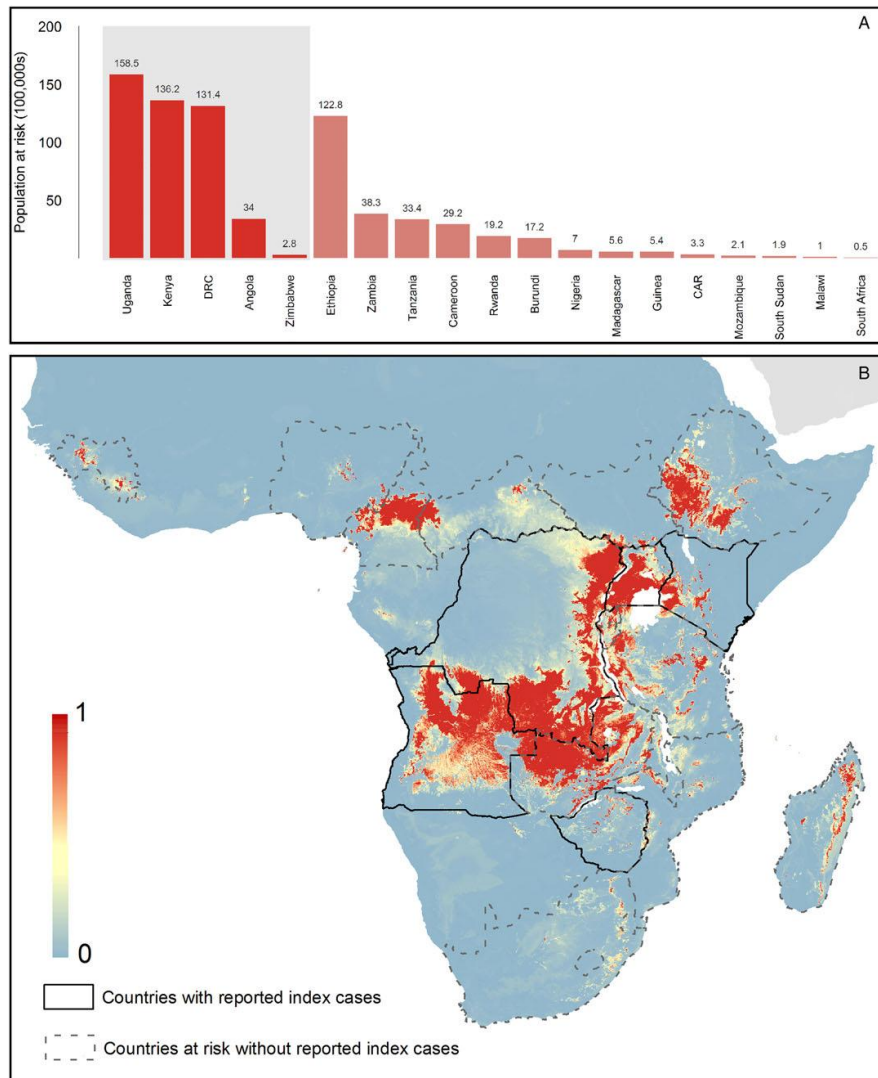 A
Population at risk (100,000s)
200
150
100
50
158.5
136.2
131.4
34
2.8
122.8
38.3
33.4
29.2
19.2
17.2
7
5.6
5.4
3.3
2.1
1.9
1
0.5
Uganda
Kenya
DRC
Angola
Zimbabwe
Ethiopia
Zambia
Tanzania
Cameroon
Rwanda
Burundi
Nigeria
Madagascar
Guinea
CAR
Mozambique
South Sudan
Malawi
South Africa
B
1
0
Countries with reported index cases
Countries at risk without reported index cases